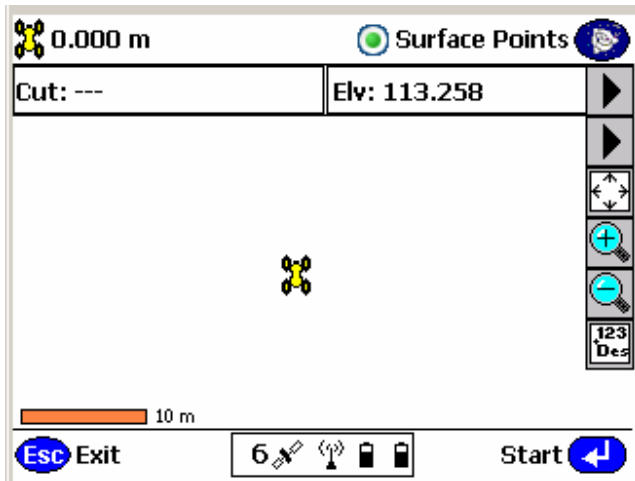 0.000 m Surface Points
Cut: --- Elv: 113.258
123
Des
10 m
Esc Exit 6 Start